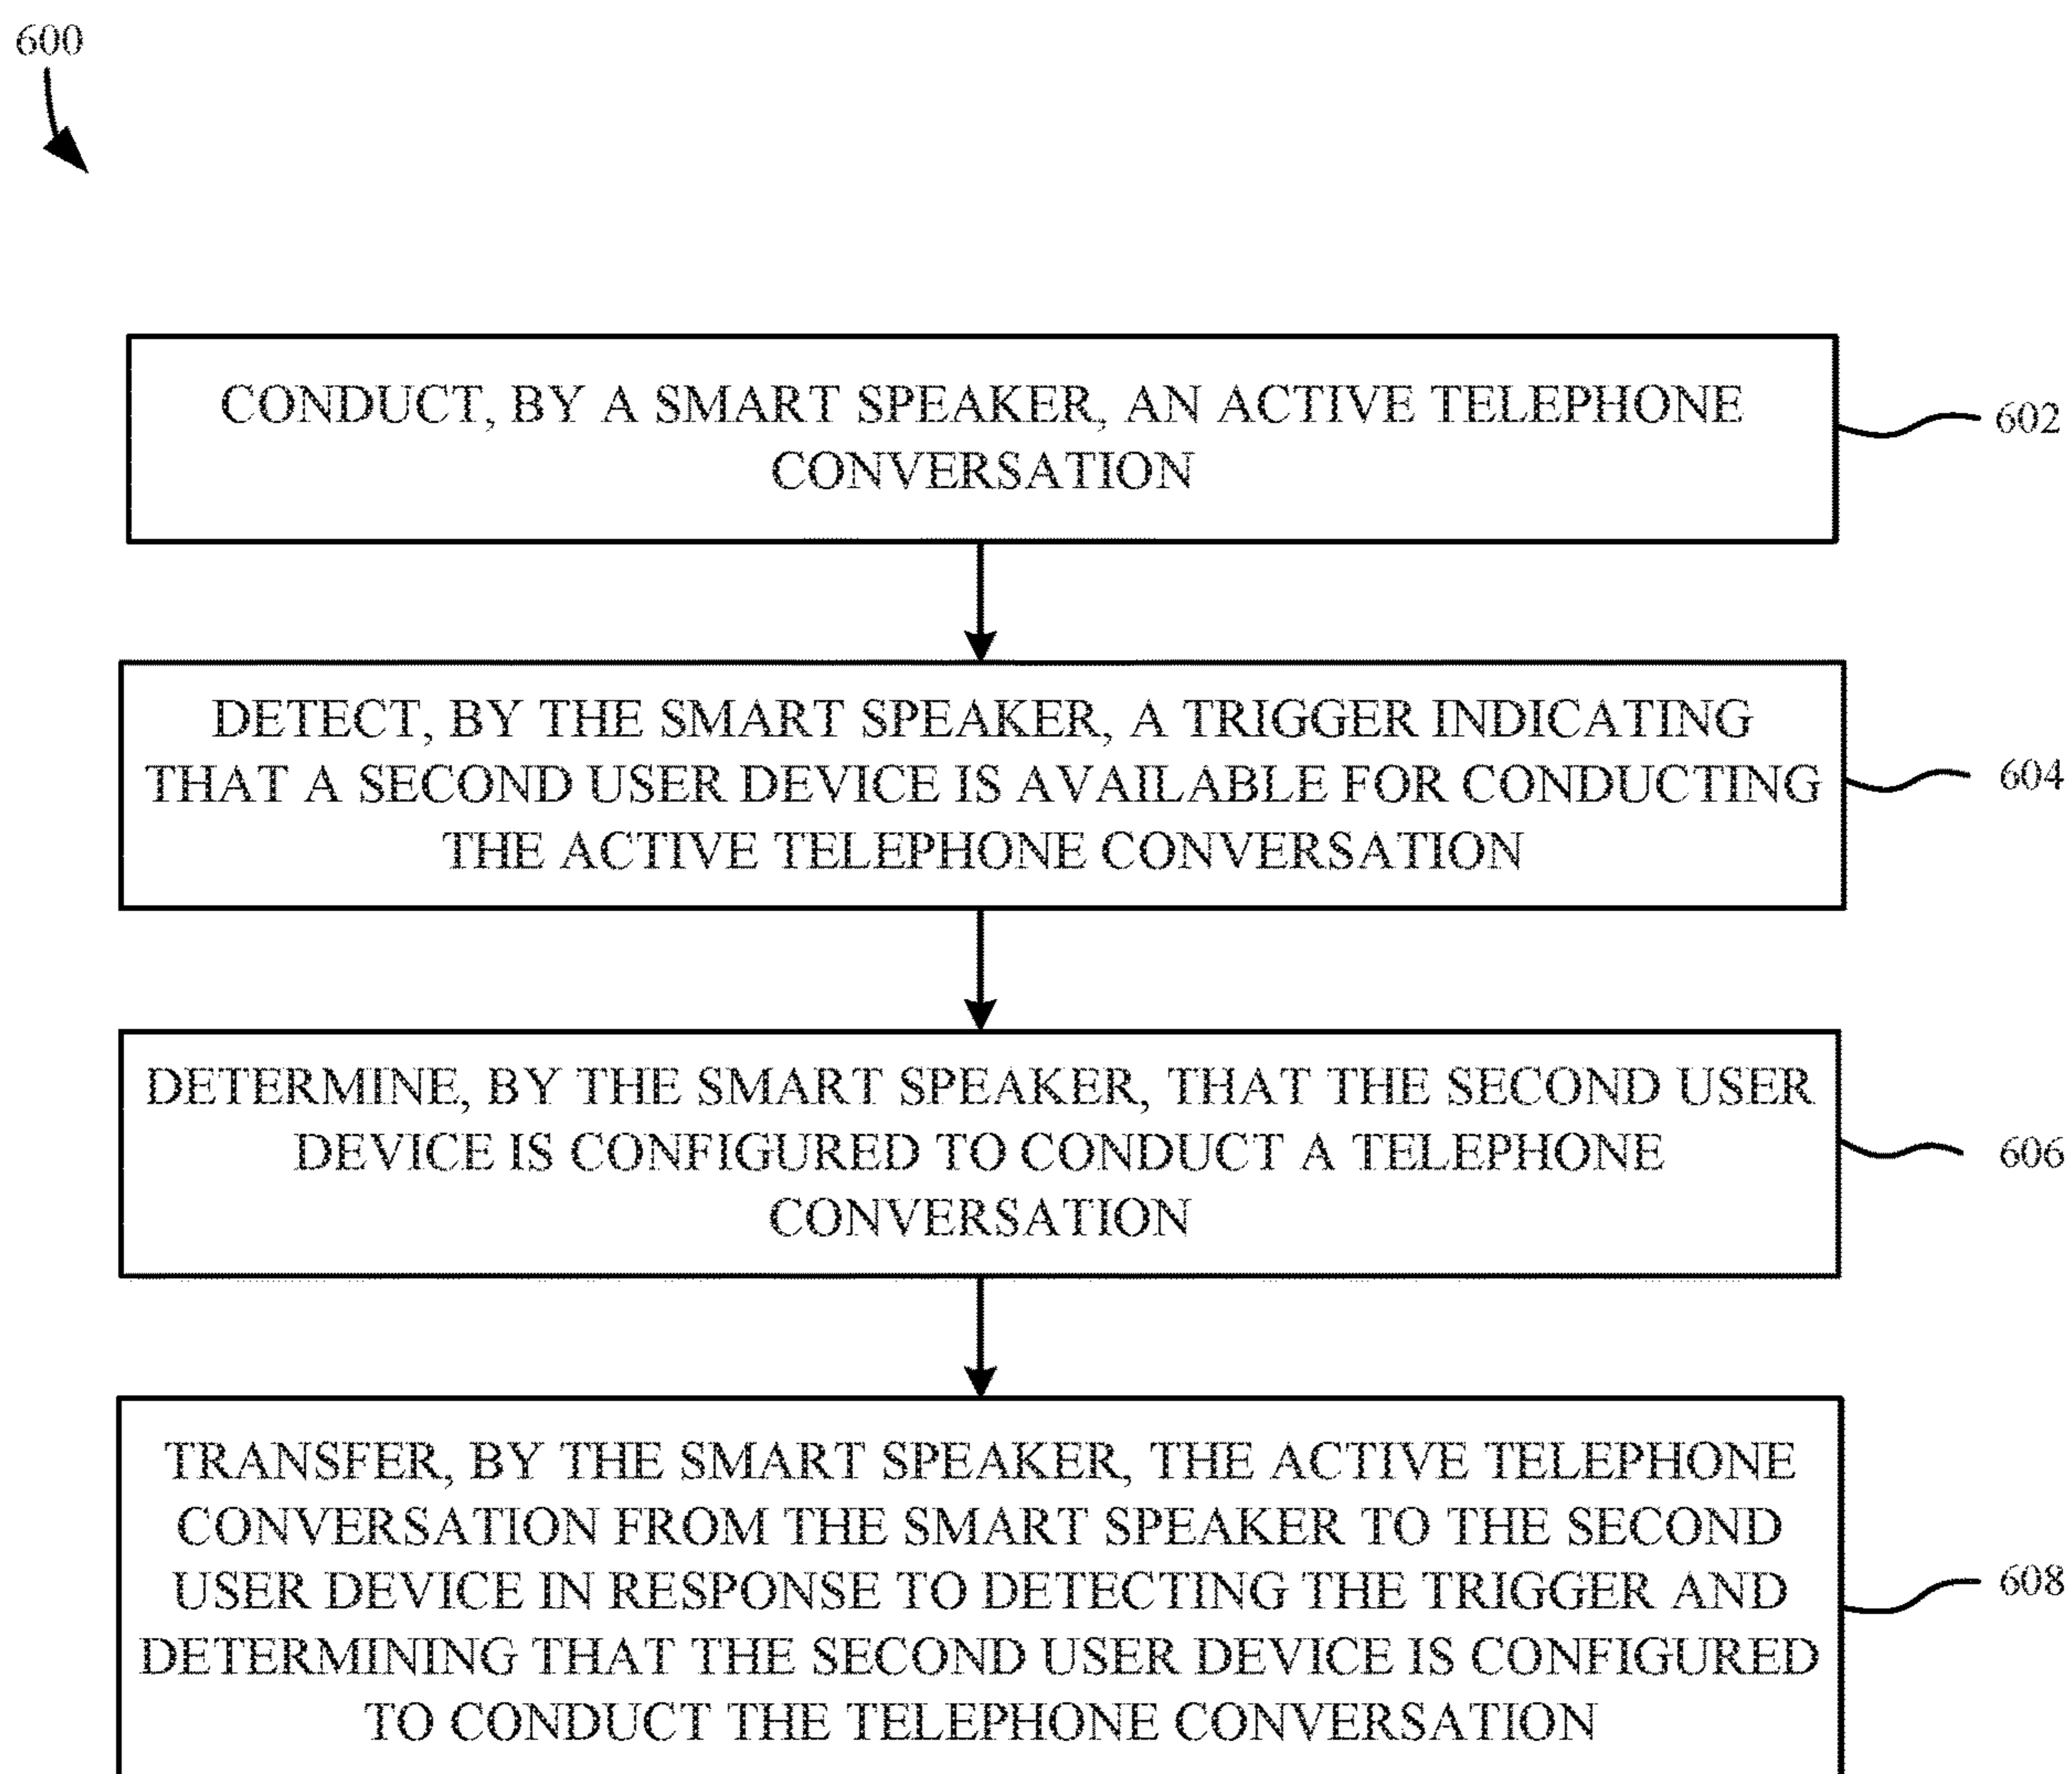 600
CONDUCT, BY A SMART SPEAKER, AN ACTIVE TELEPHONE
CONVERSATION
602
DETECT, BY THE SMART SPEAKER, A TRIGGER INDICATING
THAT A SECOND USER DEVICE IS AVAILABLE FOR CONDUCTING
THE ACTIVE TELEPHONE CONVERSATION
604
DETERMINE, BY THE SMART SPEAKER, THAT THE SECOND USER
DEVICE IS CONFIGURED TO CONDUCT A TELEPHONE
CONVERSATION
606
TRANSFER, BY THE SMART SPEAKER, THE ACTIVE TELEPHONE
CONVERSATION FROM THE SMART SPEAKER TO THE SECOND
USER DEVICE IN RESPONSE TO DETECTING THE TRIGGER AND
DETERMINING THAT THE SECOND USER DEVICE IS CONFIGURED
TO CONDUCT THE TELEPHONE CONVERSATION
608